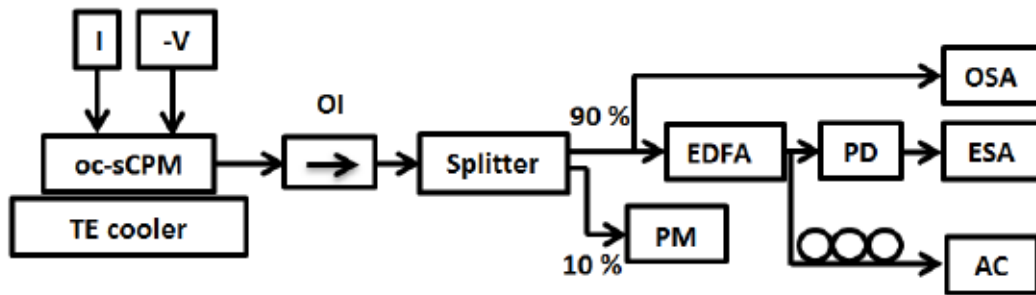 I
-V
OSA
OI
90 %
oc-sCPM
Splitter
EDFA
PD
ESA
TE cooler
PM
10 %
AC